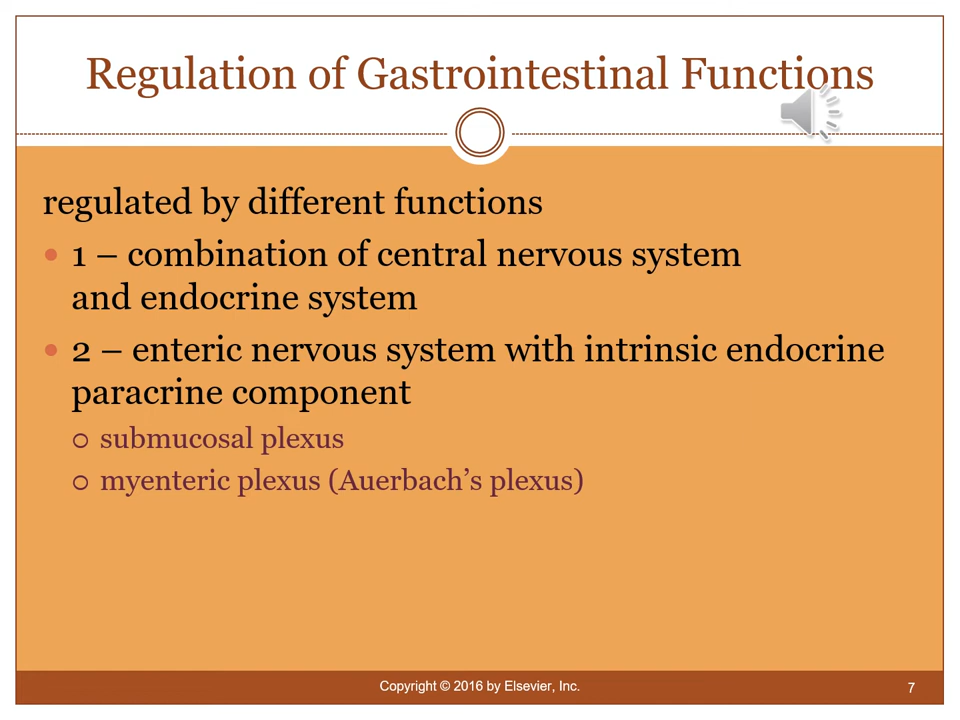 Regulation of Gastrointestinal Functions
regulated by different functions
• 1 – combination of central nervous system
and endocrine system
• 2 – enteric nervous system with intrinsic endocrine
paracrine component
○ submucosal plexus
○ myenteric plexus (Auerbach’s plexus)
Copyright © 2016 by Elsevier, Inc.
7